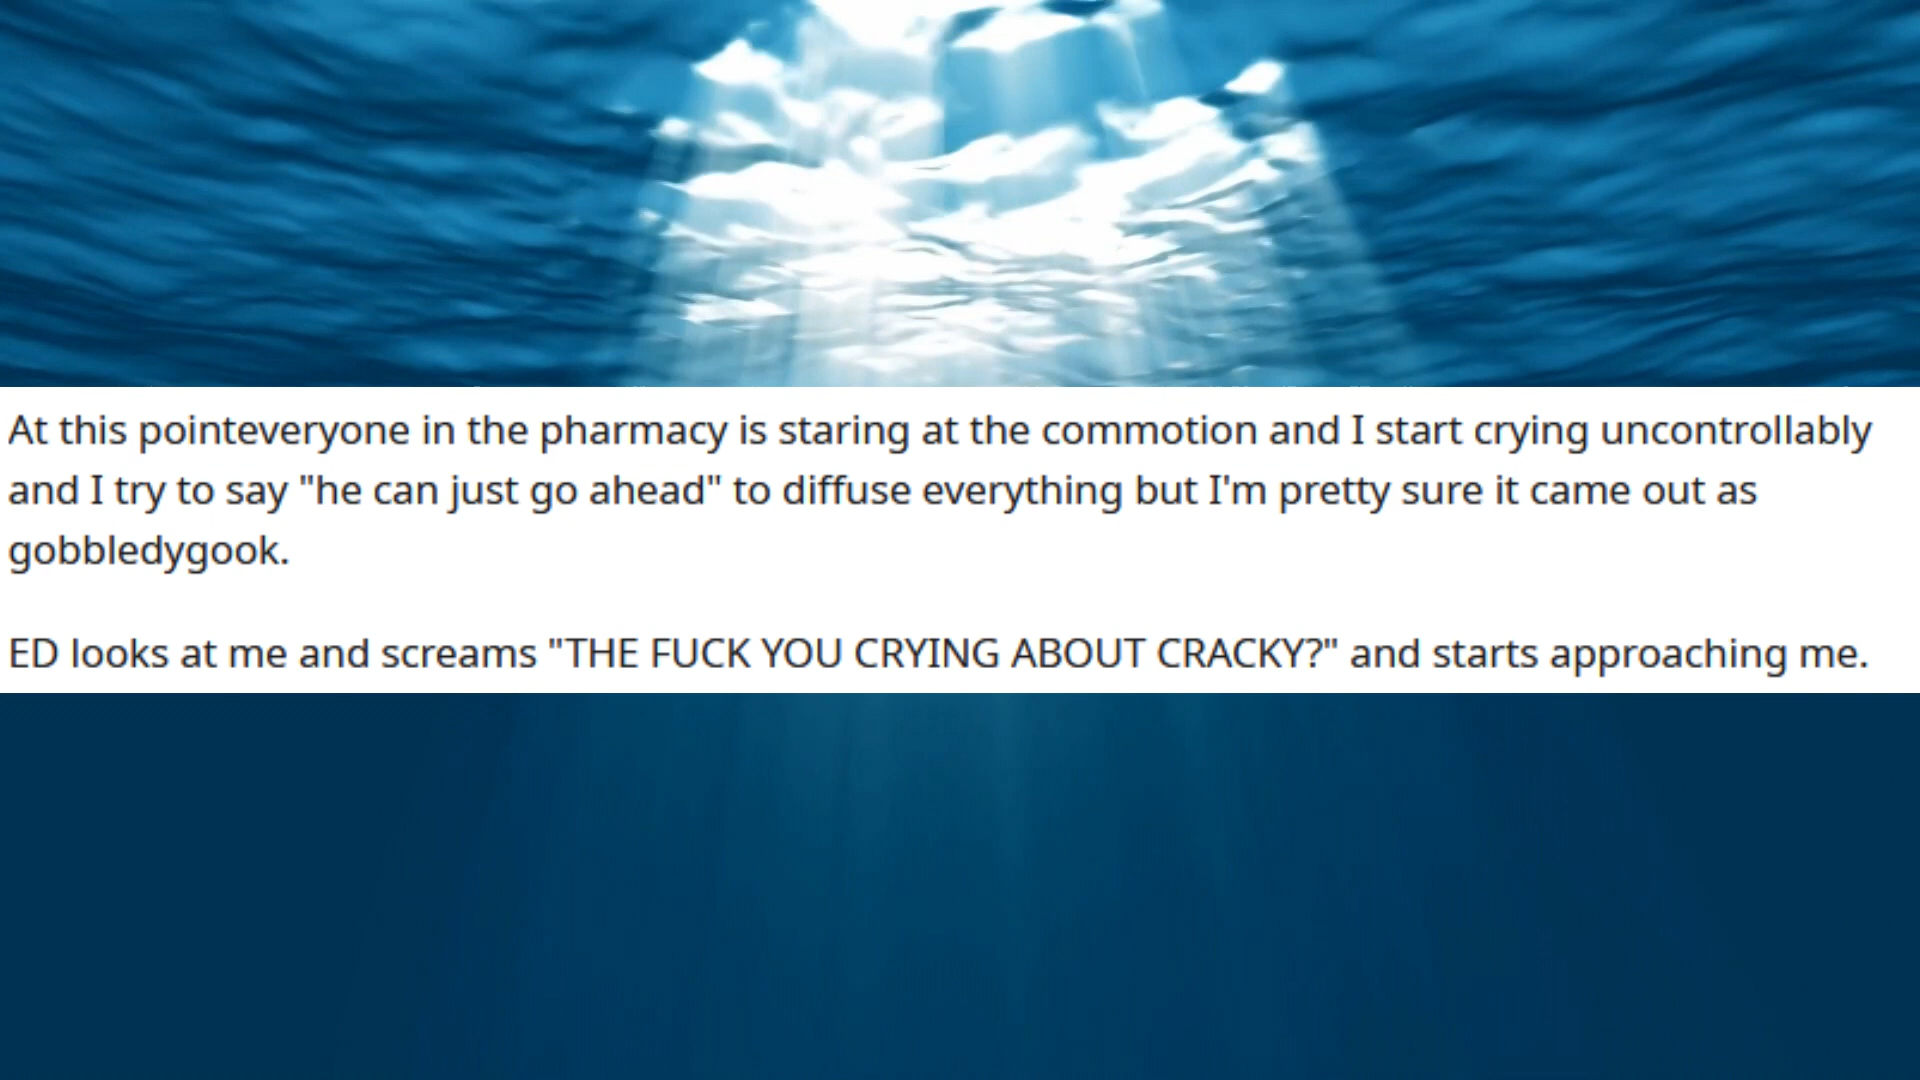 At this pointeveryone in the pharmacy is staring at the commotion and I start crying uncontrollably
and I try to say "he can just go ahead" to diffuse everything but I'm pretty sure it came out as
gobbledygook.
ED looks at me and screams "THE FUCK YOU CRYING ABOUT CRACKY?" and starts approaching me.